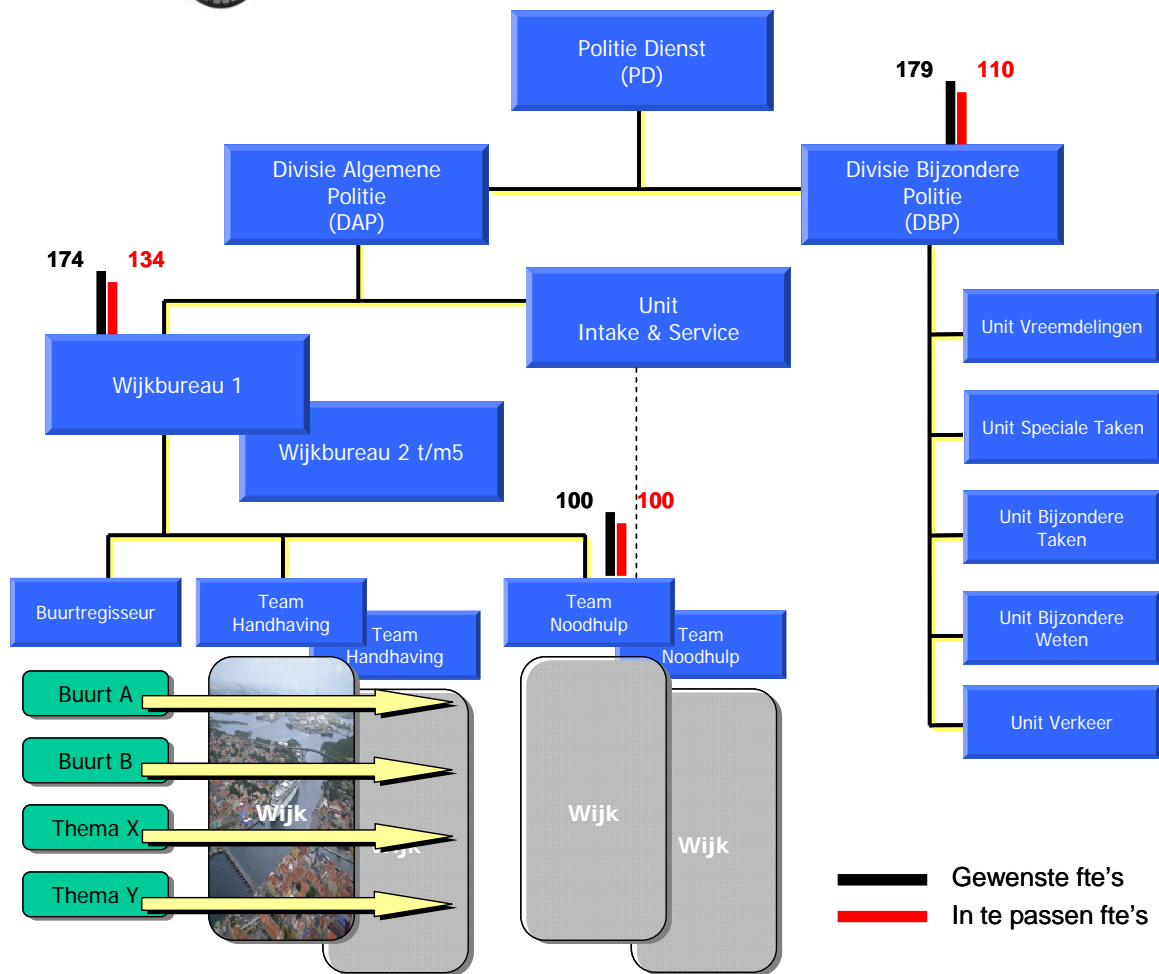 Politie Dienst
(PD)
179 110
Divisie Algemene
Politie
(DAP)
Divisie Bijzondere
Politie
(DBP)
174 134
Unit
Intake & Service
Unit Vreemdelingen
Wijkbureau 1
Wijkbureau 2 t/m5
Unit Speciale Taken
100 100
Unit Bijzondere
Taken
Buurtregisseur
Team
Handhaving
Team
Handhaving
Team
Noodhulp
Team
Noodhulp
Unit Bijzondere
Weten
Unit Verkeer
Buurt A
Buurt B
Thema X
Thema Y
Wijk
Wijk
Wijk
Wijk
Gewenste fte's
In te passen fte's